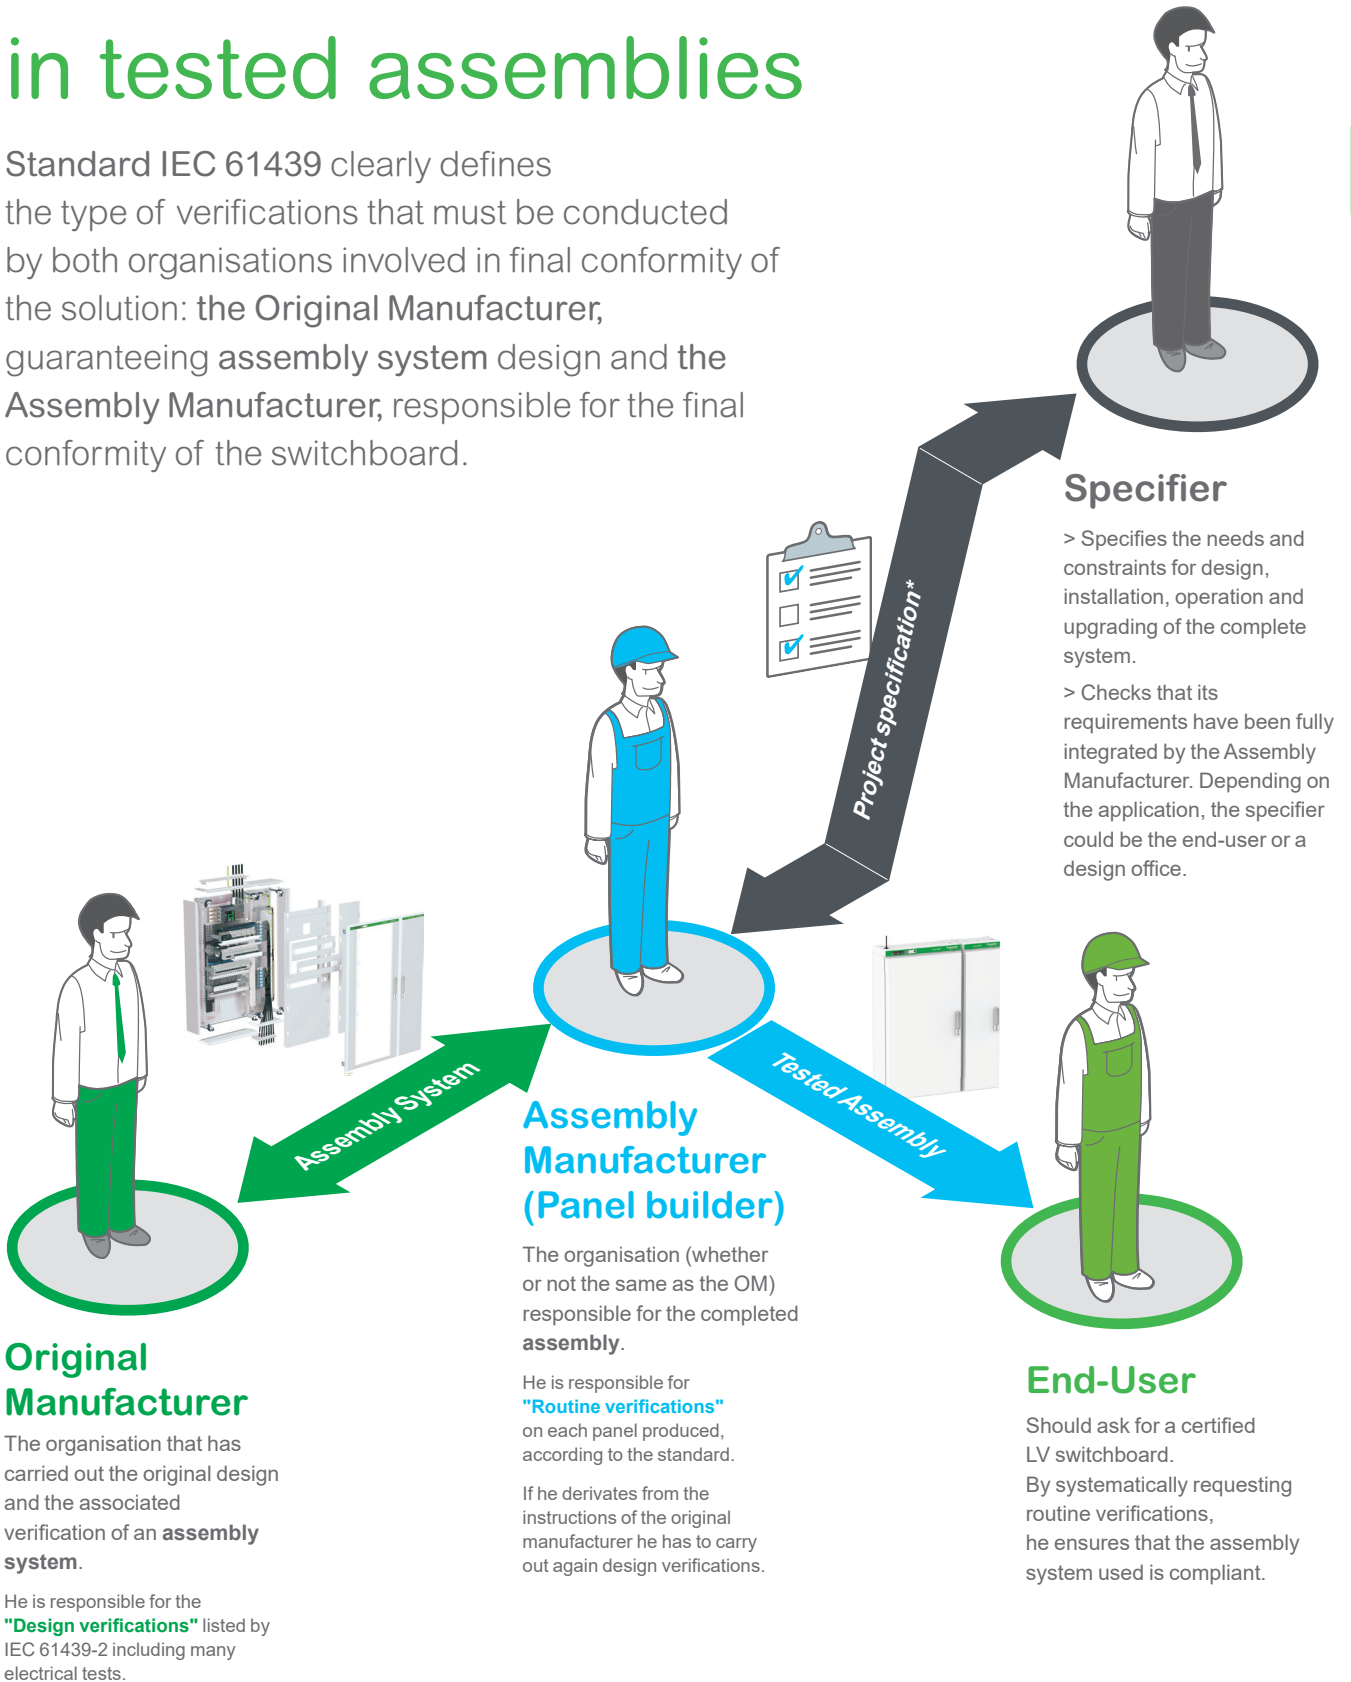 in tested assemblies
Standard IEC 61439 clearly defines
the type of verifications that must be conducted
by both organisations involved in final conformity of
the solution: the Original Manufacturer,
guaranteeing assembly system design and the
Assembly Manufacturer, responsible for the final
conformity of the switchboard.
Specifier
> Specifies the needs and
constraints for design,
installation, operation and
upgrading of the complete
system.
> Checks that its
requirements have been fully
integrated by the Assembly
Manufacturer. Depending on
the application, the specifier
could be the end-user or a
design office.
Project specification*
Assembly System
Tested Assembly
Assembly
Manufacturer
(Panel builder)
The organisation (whether
or not the same as the OM)
responsible for the completed
assembly.
He is responsible for
"Routine verifications"
on each panel produced,
according to the standard.
If he derivates from the
instructions of the original
manufacturer he has to carry
out again design verifications.
Original
Manufacturer
The organisation that has
carried out the original design
and the associated
verification of an assembly
system.
He is responsible for the
"Design verifications" listed by
IEC 61439-2 including many
electrical tests.
End-User
Should ask for a certified
LV switchboard.
By systematically requesting
routine verifications,
he ensures that the assembly
system used is compliant.